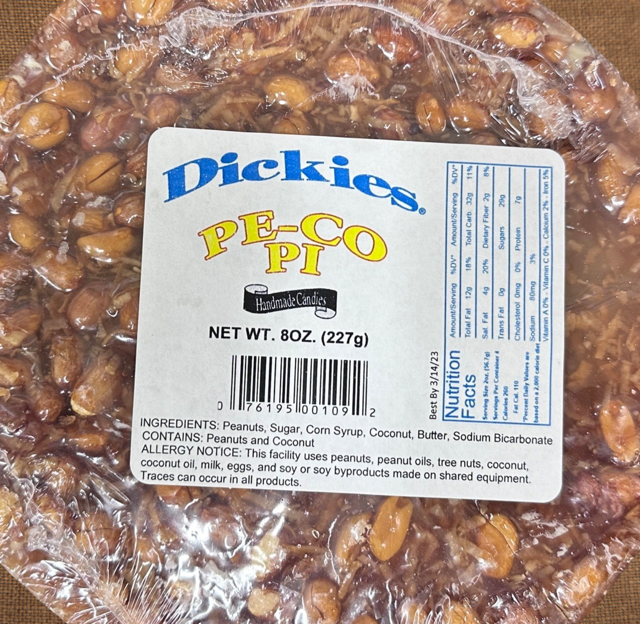 Dickies®
PE-CO
PI
Handmade Candies
NET WT. 8OZ. (227g)
0 76195 00109 2
INGREDIENTS: Peanuts, Sugar, Corn Syrup, Coconut, Butter, Sodium Bicarbonate
CONTAINS: Peanuts and Coconut
ALLERGY NOTICE: This facility uses peanuts, peanut oils, tree nuts, coconut,
coconut oil, milk, eggs, and soy or soy byproducts made on shared equipment.
Traces can occur in all products.
Best By 3/14/23
Nutrition
Facts
Serving Size 2oz. (56.7g)
Servings Per Container 4
Calories 260
Fat Cal. 110
*Percent Daily Values are
based on a 2,000 calorie diet
Amount/Serving %DV* Amount/Serving %DV*
Total Fat 12g 18% Total Carb 32g 11%
Sat. Fat 4g 20% Dietary Fiber 2g 8%
Trans Fat 0g Sugars 29g
Cholesterol 0mg 0% Protein 7g
Sodium 80mg 3%
Vitamin A 0% · Vitamin C 0% · Calcium 2% · Iron 5%